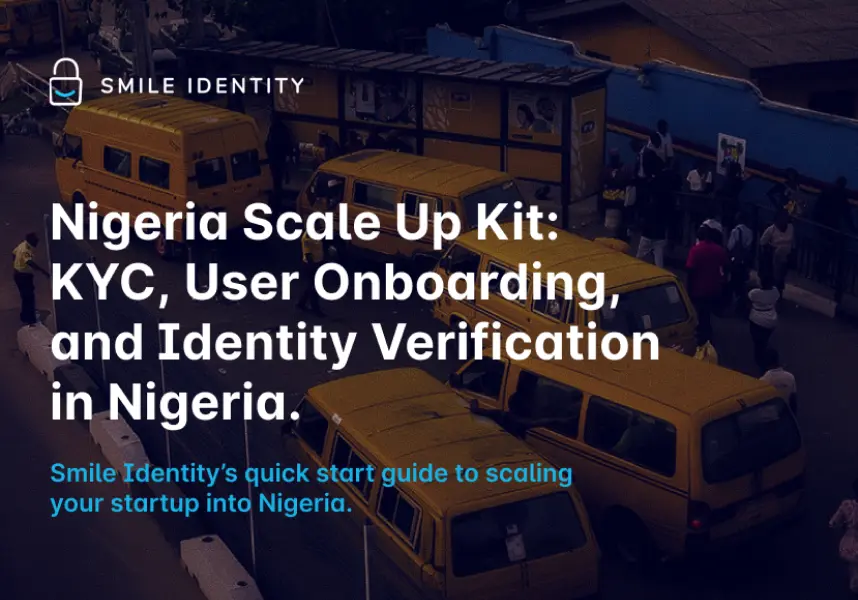 SMILE IDENTITY
Nigeria Scale Up Kit:
KYC, User Onboarding,
and Identity Verification
in Nigeria.
Smile Identity's quick start guide to scaling
your startup into Nigeria.